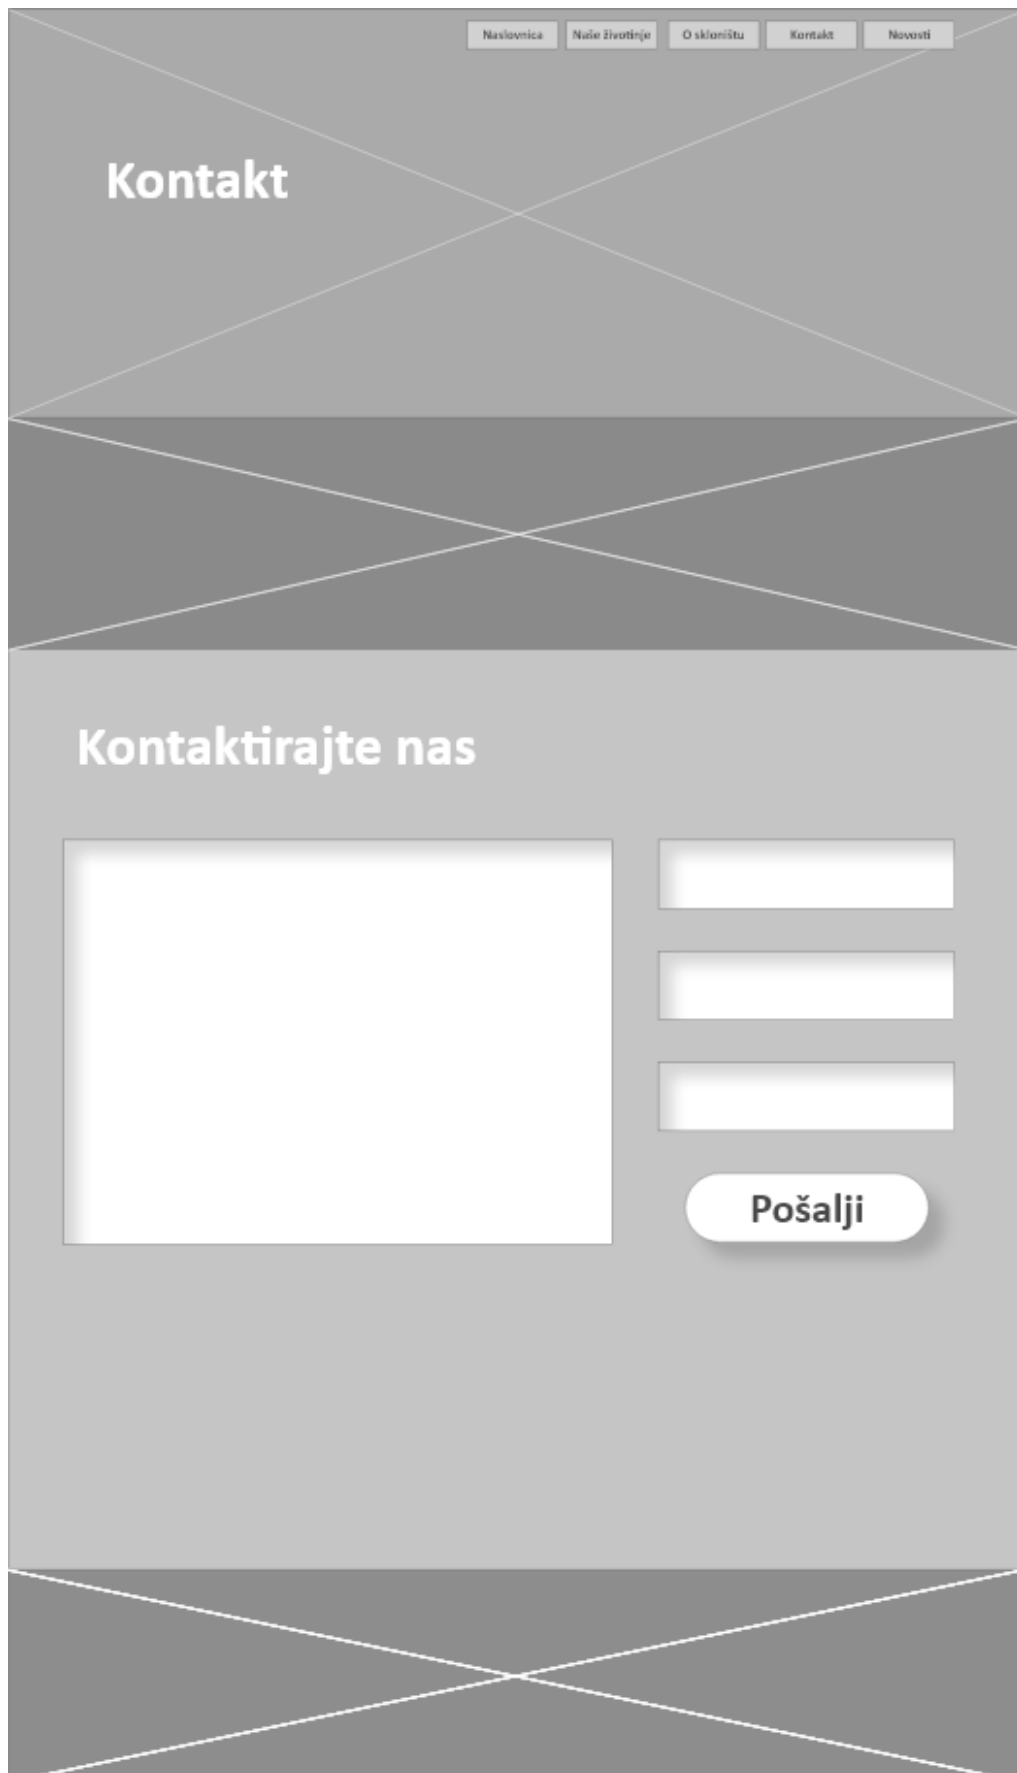 Naslovnica Naše životinje O skloništu Kontakt Novosti
Kontakt
Kontaktirajte nas
Pošalji